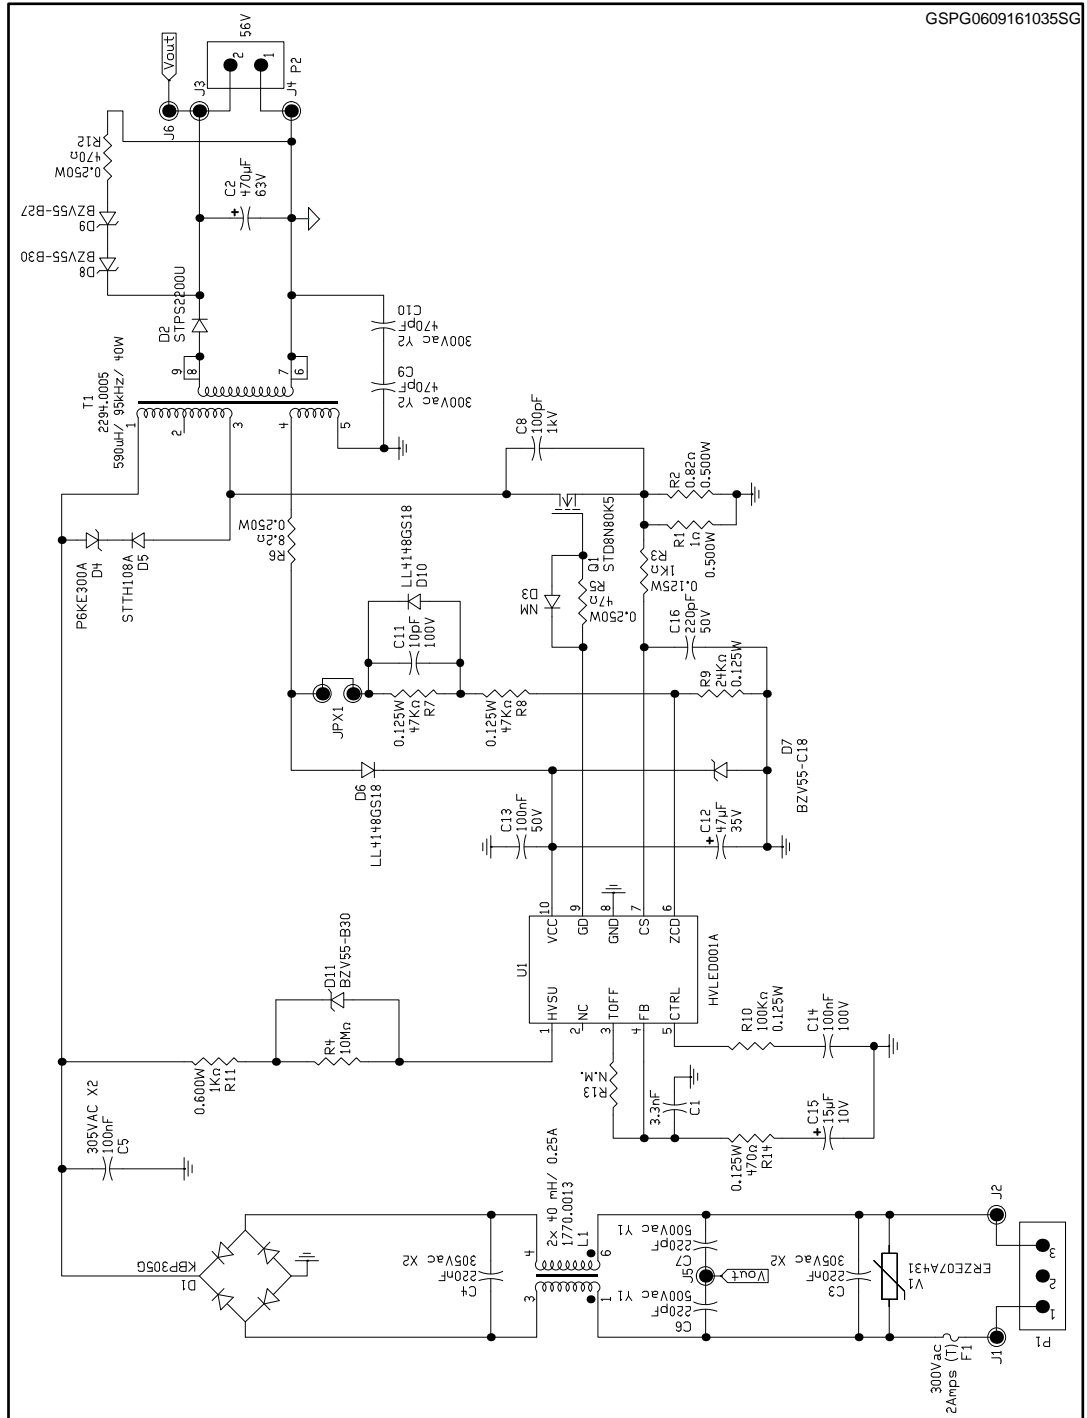 GSPG0609161035SG
56V
Vout
2
1
P2
J3
J4
J6
R12
470Ω
0.250W
BZV55-B27
D9
BZV55-B30
D8
C2
470µF
63V
+
D2
STPS2200U
C10
470pF
300Vac Y2
C9
470pF
300Vac Y2
9
8
7
6
T1
2294.0005
590uH/ 95kHz/ 40W
1
2
3
4
5
P6KE300A
D4
STTH108A
D5
0.250W
8.2Ω
R6
C8
100pF
1kV
R2
0.82Ω
0.500W
R1
1Ω
0.500W
Q1
STD8N80K5
R3
1KΩ
0.125W
D3
NM
R5
47Ω
0.250W
LL4148GS18
D10
C11
10pF
100V
C16
220pF
50V
JPX1
0.125W
47KΩ
R7
0.125W
47KΩ
R8
R9
24KΩ
0.125W
D6
LL4148GS18
D7
BZV55-C18
C13
100nF
50V
+
C12
47µF
35V
U1
HVLED001A
VCC
10
GD
9
GND
8
CS
7
ZCD
6
1
HVSU
2
NC
3
TOFF
4
FB
5
CTRL
D11
BZV55-B30
R4
10MΩ
0.600W
1KΩ
R11
R13
N.M.
3.3nF
C1
R10
100KΩ
0.125W
C14
100nF
100V
0.125W
470Ω
R14
+
C15
15µF
10V
305VAC X2
100nF
C5
D1
KBP305G
C4
220nF
305Vac X2
2x 40 mH/ 0.25A
1770.0013
L1
4
3
6
1
C7
220pF
500Vac Y1
J5
Vout
C6
220pF
500Vac Y1
C3
220nF
305Vac X2
V1
ERZE07A431
J2
J1
300Vac
2Amps (T)
F1
3
2
1
P1